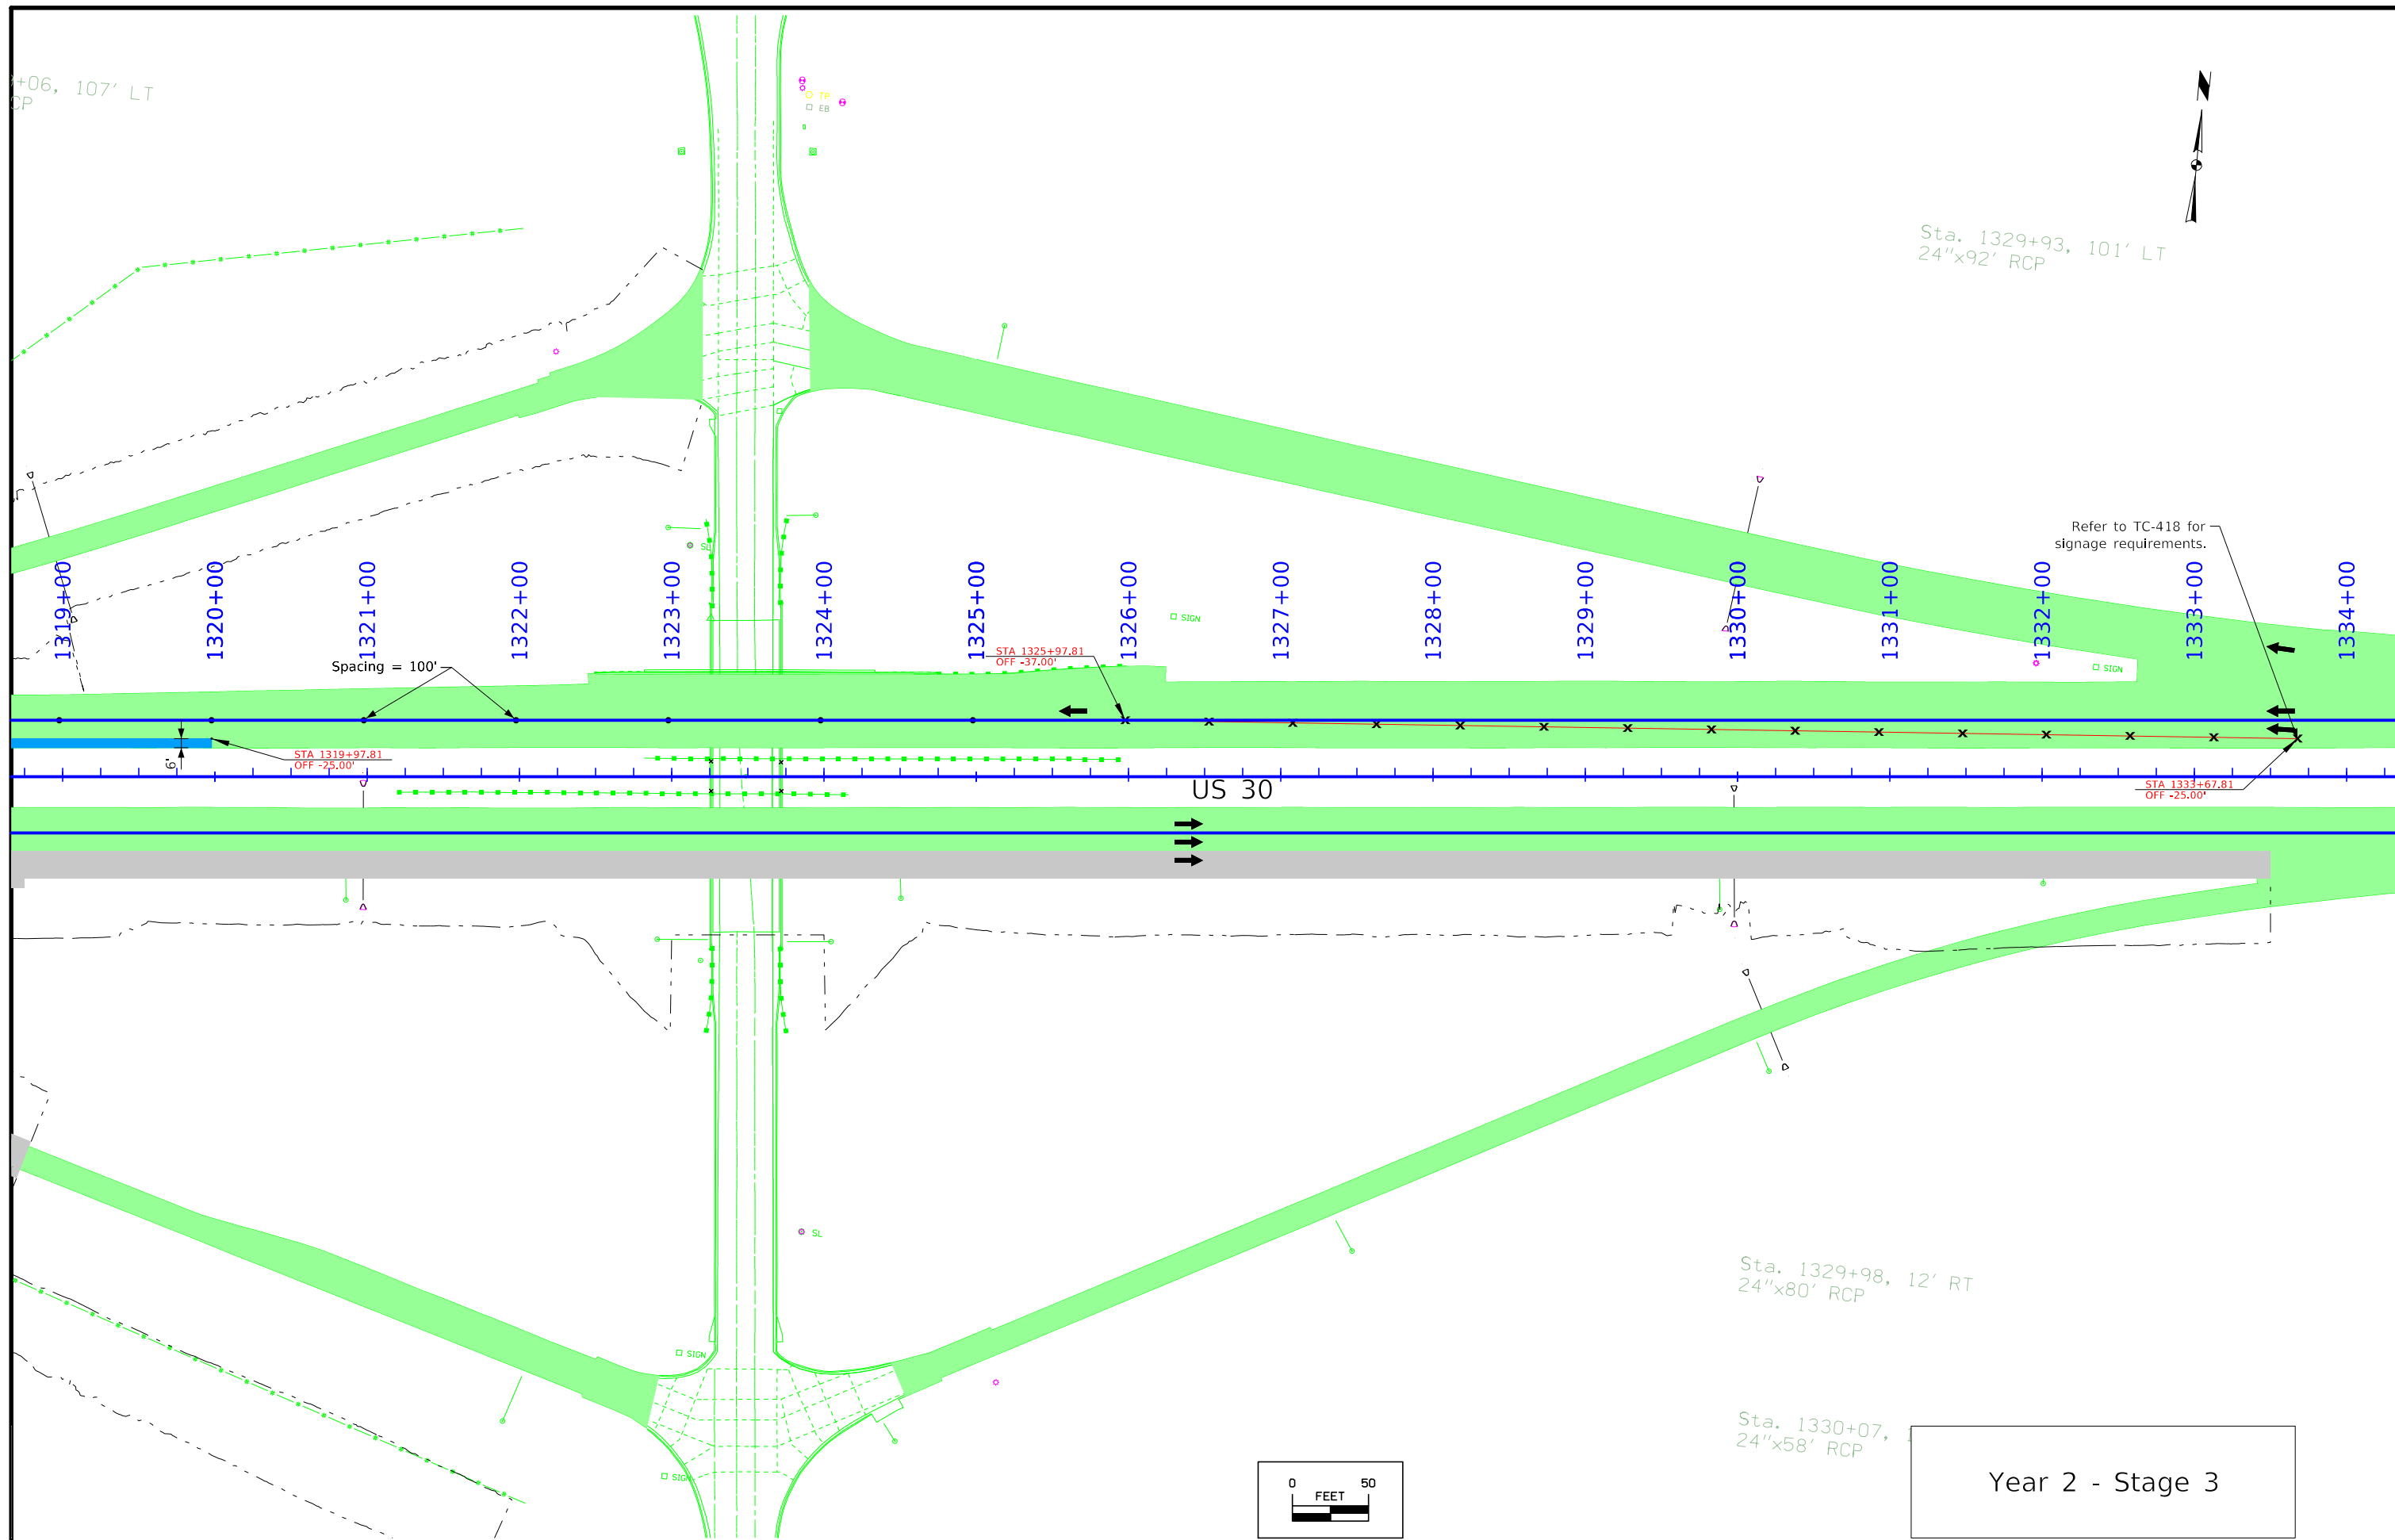 +06, 107' LT
CP
TR
EB
N
Sta. 1329+93, 101' LT
24"x92' RCP
Refer to TC-418 for
signage requirements.
SL
1319+00
1320+00
1321+00
1322+00
1323+00
1324+00
1325+00
1326+00
1327+00
1328+00
1329+00
1330+00
1331+00
1332+00
1333+00
1334+00
SIGN
SIGN
Spacing = 100'
STA 1325+97.81
OFF -37.00'
STA 1319+97.81
OFF -25.00'
6'
US 30
STA 1333+67.81
OFF -25.00'
SL
Sta. 1329+98, 12' RT
24"x80' RCP
SIGN
Sta. 1330+07,
24"x58' RCP
SIGN
0 50
FEET
Year 2 - Stage 3